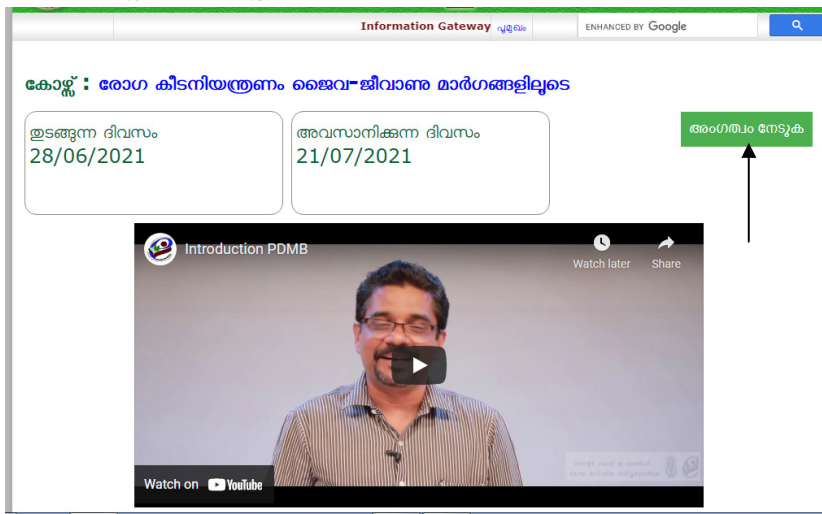 Information Gateway പൂമുഖം ENHANCED BY Google
കോഴ്സ് : രോഗ കീടനിയന്ത്രണം ജൈവ-ജീവാണു മാർഗങ്ങളിലൂടെ
തുടങ്ങുന്ന ദിവസം
28/06/2021
അവസാനിക്കുന്ന ദിവസം
21/07/2021
അംഗത്വം നേടുക
Introduction PDMB
Watch later Share
Watch on YouTube